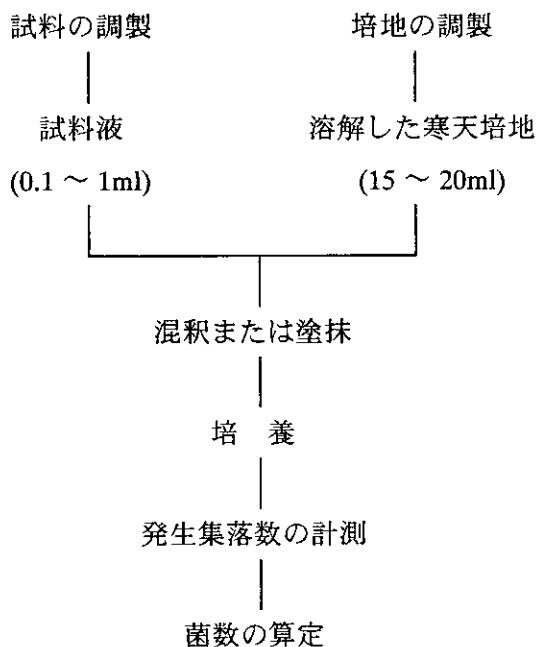 試料の調製
培地の調製
試料液
溶解した寒天培地
(0.1 ～ 1ml)
(15 ～ 20ml)
混釈または塗抹
培　養
発生集落数の計測
菌数の算定